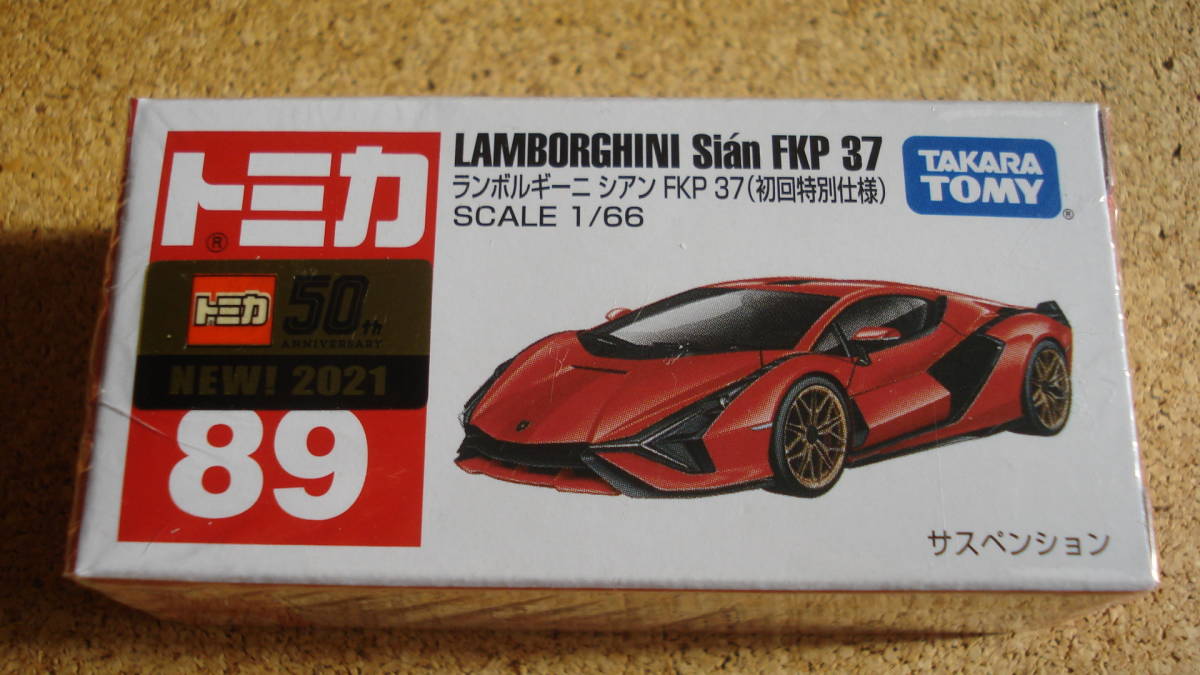 トミカ
®
トミカ 50th
ANNIVERSARY
NEW! 2021
89
LAMBORGHINI Sián FKP 37
ランボルギーニ シアン FKP 37(初回特別仕様)
SCALE 1/66
TAKARA
TOMY
®
サスペンション